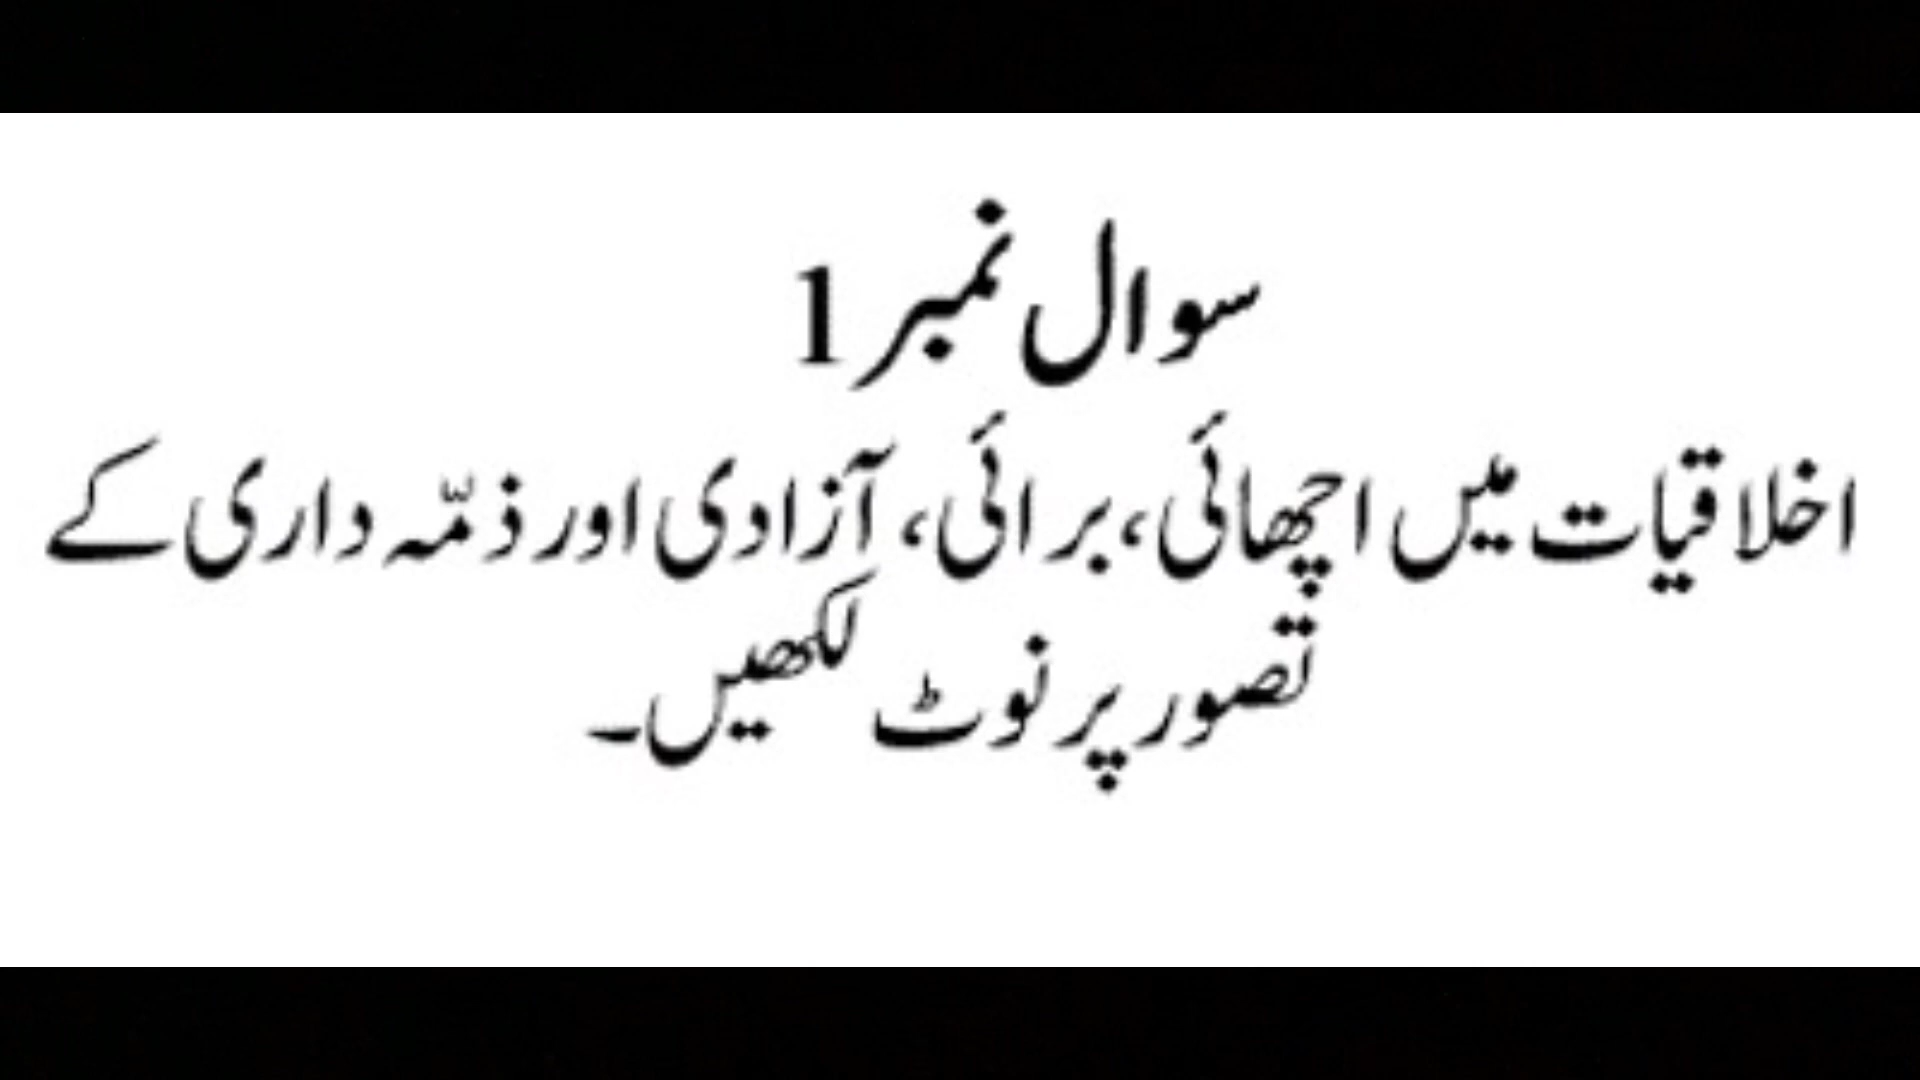 سوال نمبر 1
اخلاقیات میں اچھائی، برائی، آزادی اور ذمّہ داری کے
تصور پر نوٹ لکھیں۔